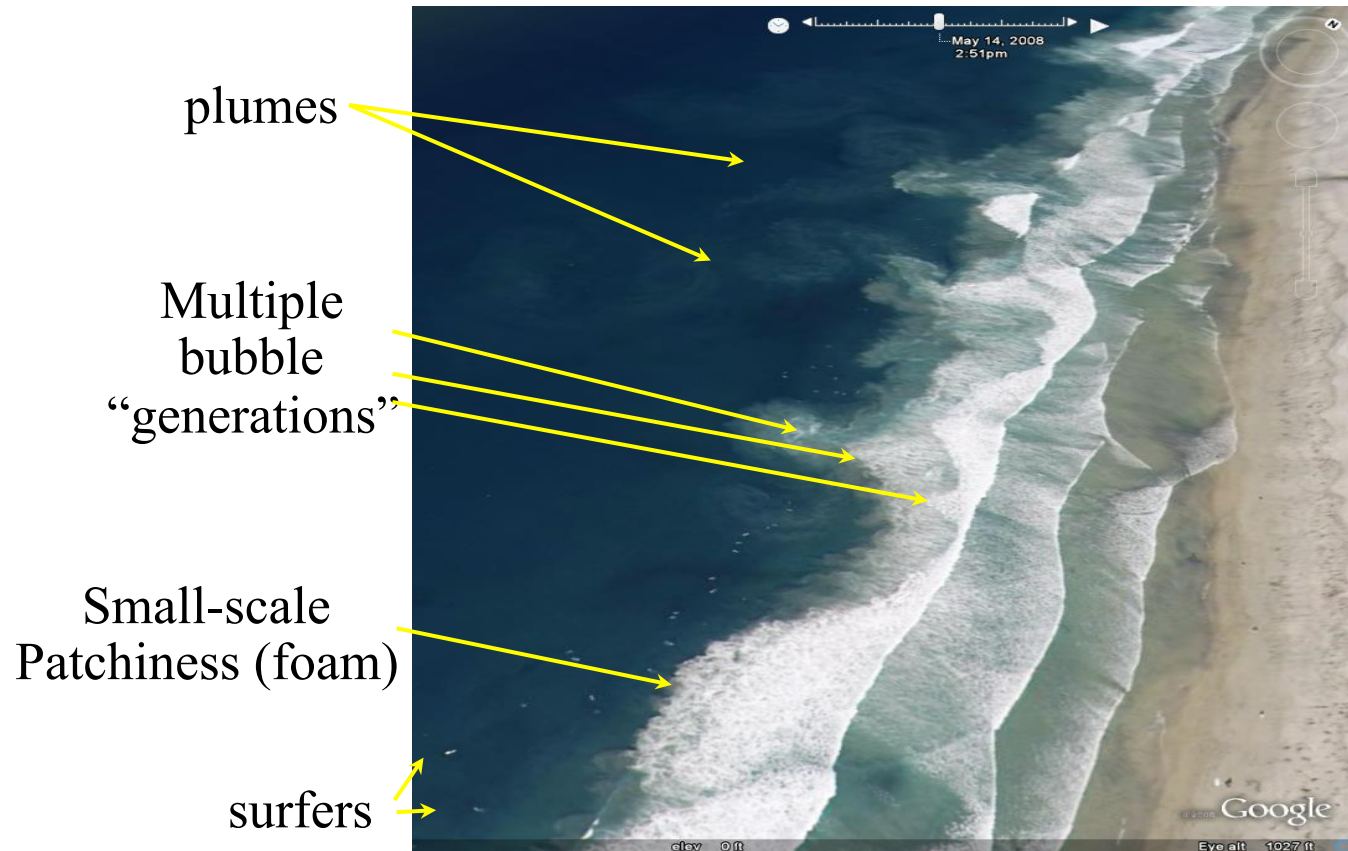 May 14, 2008
2:51pm
N
plumes
Multiple
bubble
“generations”
Small-scale
Patchiness (foam)
surfers
Google
elev 0 ft
Eye alt 1027 ft